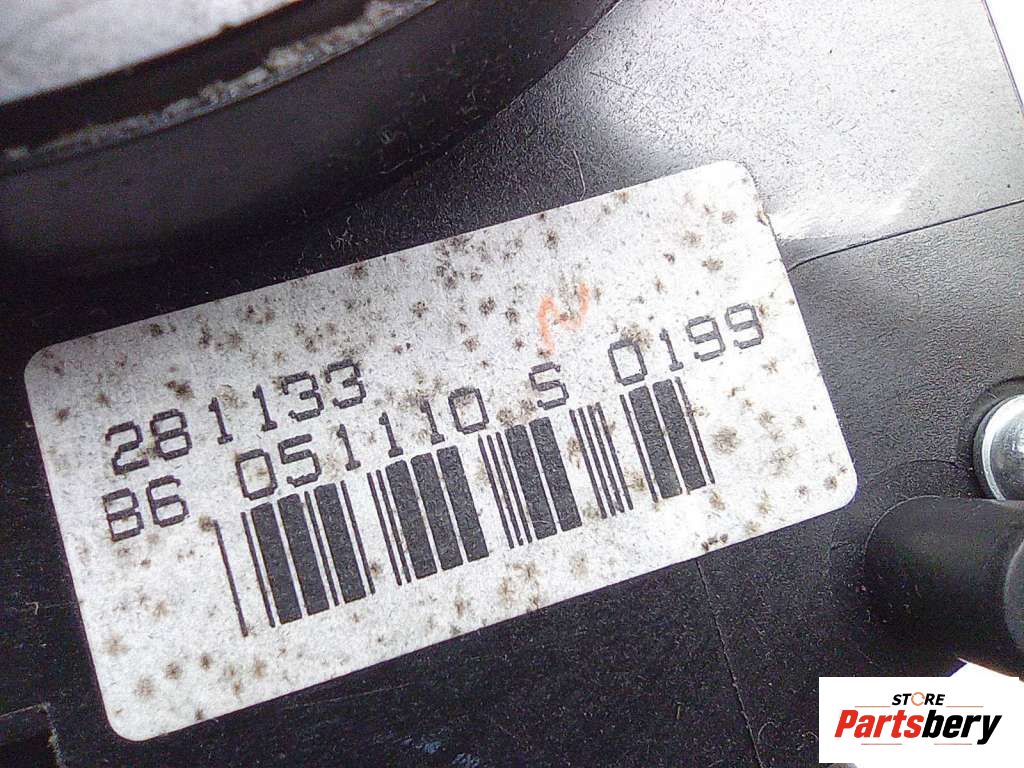 281133
B6 051110 S 0199
N
STORE
Partsbery